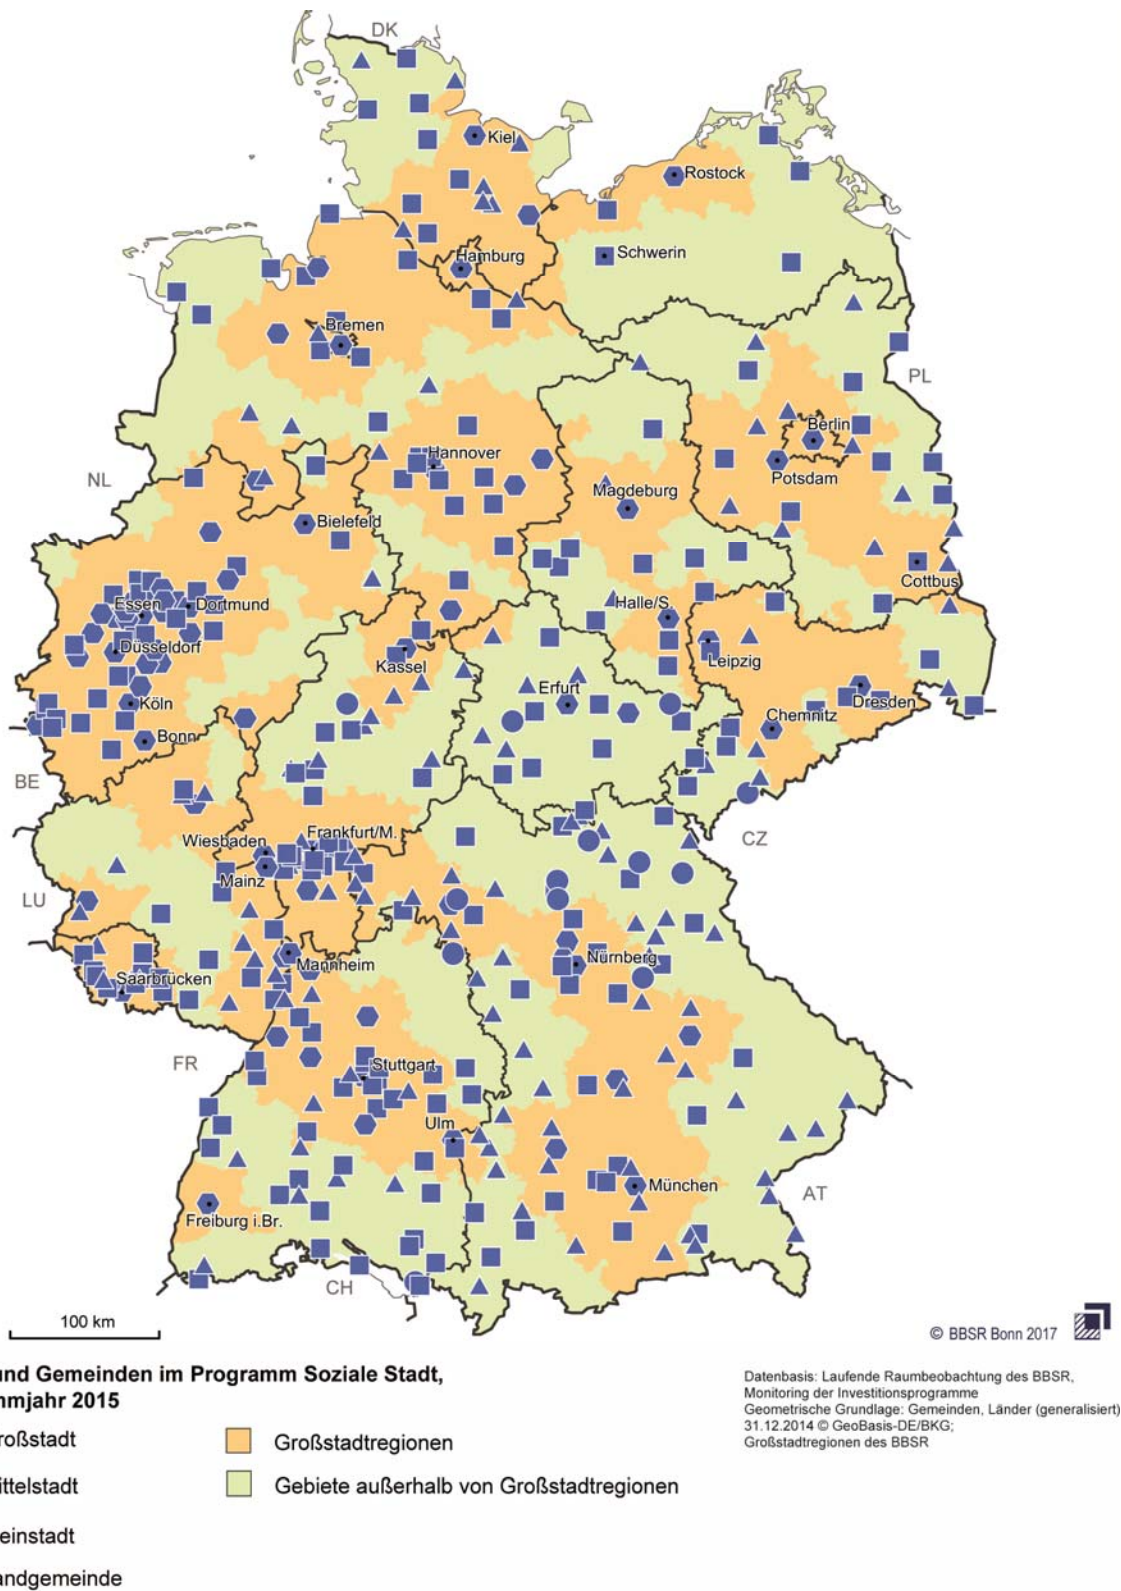 DK
Kiel
Rostock
Schwerin
Hamburg
Bremen
PL
Berlin
Hannover
NL
Potsdam
Magdeburg
Bielefeld
Cottbus
Essen
Dortmund
Halle/S.
Düsseldorf
Leipzig
Kassel
Erfurt
Dresden
Köln
Chemnitz
Bonn
BE
Frankfurt/M.
Wiesbaden
CZ
Mainz
LU
Nürnberg
Mannheim
Saarbrücken
FR
Stuttgart
Ulm
München
AT
Freiburg i.Br.
CH
100 km
© BBSR Bonn 2017
und Gemeinden im Programm Soziale Stadt,
mmjahr 2015
roßstadt
ittelstadt
einstadt
andgemeinde
Großstadtregionen
Gebiete außerhalb von Großstadtregionen
Datenbasis: Laufende Raumbeobachtung des BBSR,
Monitoring der Investitionsprogramme
Geometrische Grundlage: Gemeinden, Länder (generalisiert)
31.12.2014 © GeoBasis-DE/BKG;
Großstadtregionen des BBSR